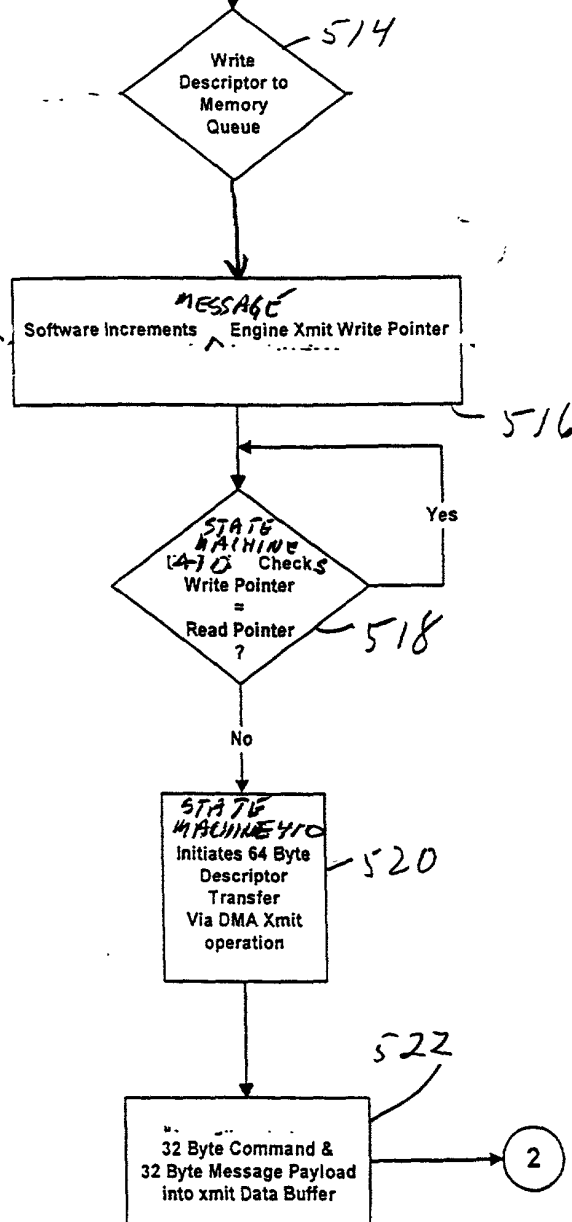 514
Write
Descriptor to
Memory
Queue
MESSAGE
Software Increments ^ Engine Xmit Write Pointer
516
Yes
STATE
MACHINE
Checks
Write Pointer
=
Read Pointer
?
518
No
STATE
MACHINE 410
Initiates 64 Byte
Descriptor
Transfer
Via DMA Xmit
operation
520
522
32 Byte Command &
32 Byte Message Payload
into xmit Data Buffer
2